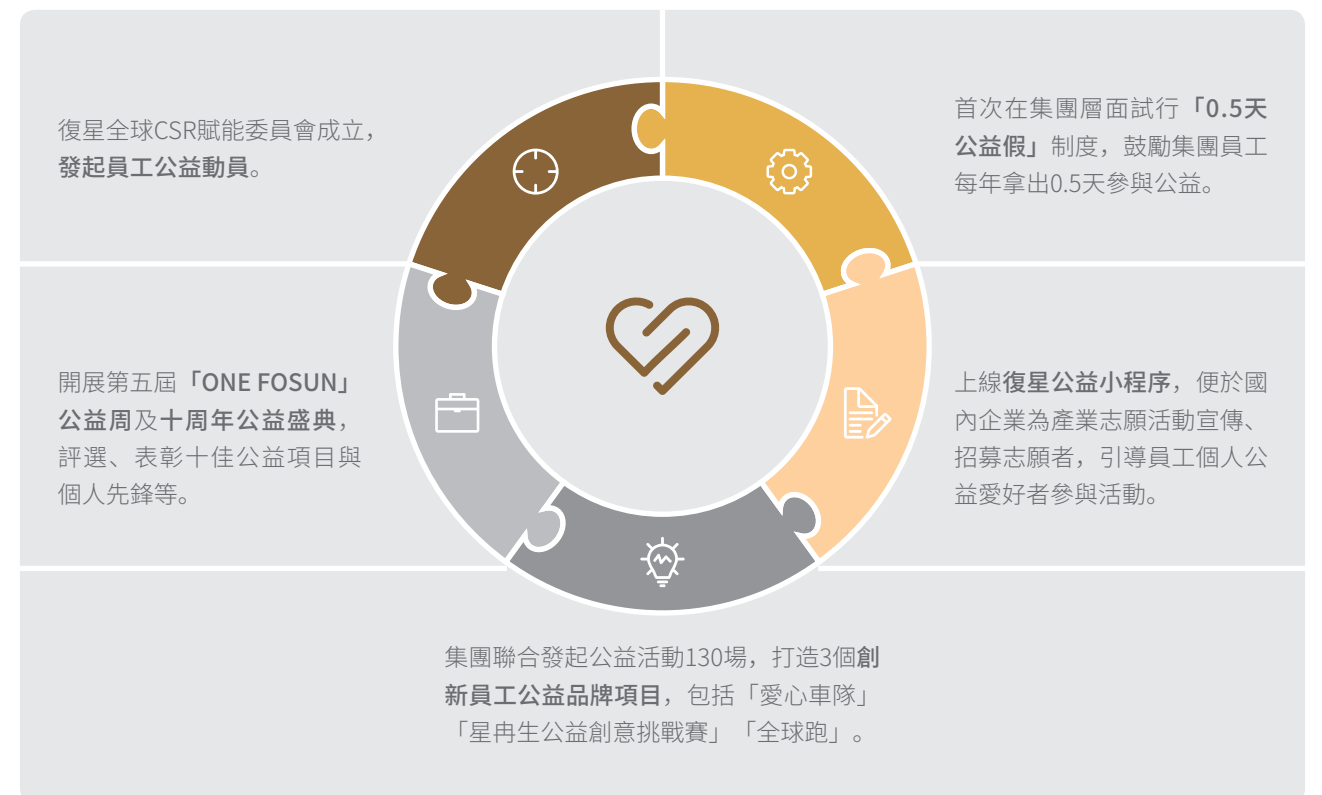 復星全球CSR賦能委員會成立，
發起員工公益動員。
首次在集團層面試行「0.5天
公益假」制度，鼓勵集團員工
每年拿出0.5天參與公益。
開展第五屆「ONE FOSUN」
公益周及十周年公益盛典，
評選、表彰十佳公益項目與
個人先鋒等。
上線復星公益小程序，便於國
內企業為產業志願活動宣傳、
招募志願者，引導員工個人公
益愛好者參與活動。
集團聯合發起公益活動130場，打造3個創
新員工公益品牌項目，包括「愛心車隊」
「星冉生公益創意挑戰賽」「全球跑」。